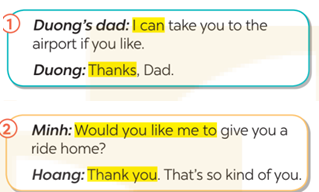 1
Duong's dad: I can take you to the
airport if you like.
Duong: Thanks, Dad.
2
Minh: Would you like me to give you a
ride home?
Hoang: Thank you. That's so kind of you.